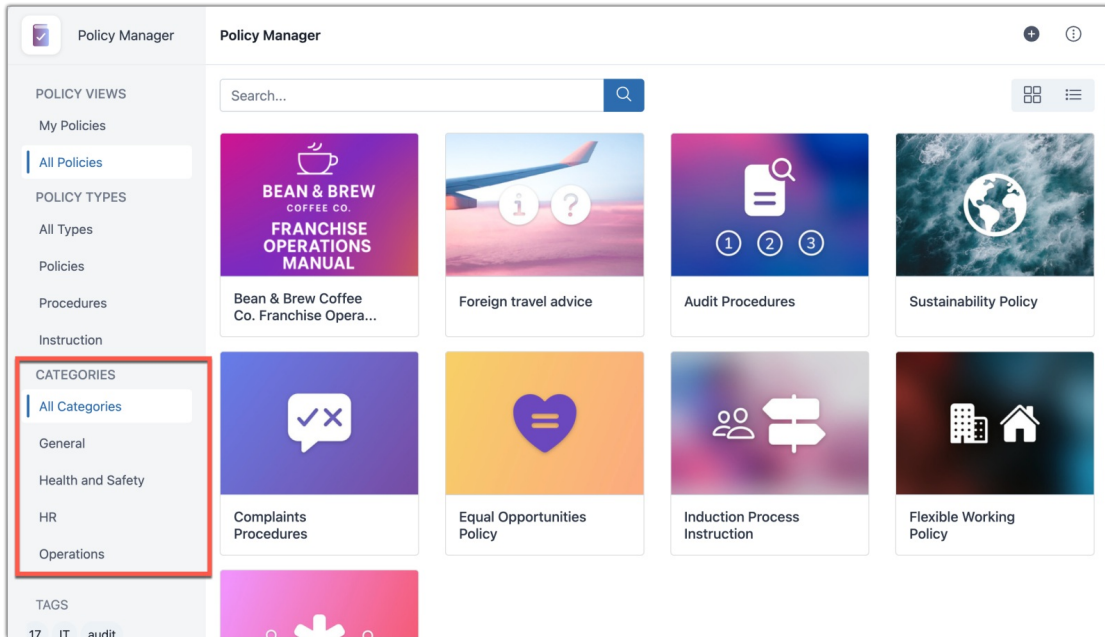 Policy Manager
Policy Manager
POLICY VIEWS
My Policies
All Policies
POLICY TYPES
All Types
Policies
Procedures
Instruction
CATEGORIES
All Categories
General
Health and Safety
HR
Operations
TAGS
17 IT audit
Search...
BEAN & BREW
COFFEE CO.
FRANCHISE
OPERATIONS
MANUAL
Bean & Brew Coffee
Co. Franchise Opera...
i ?
Foreign travel advice
1 2 3
Audit Procedures
Sustainability Policy
Complaints
Procedures
Equal Opportunities
Policy
Induction Process
Instruction
Flexible Working
Policy